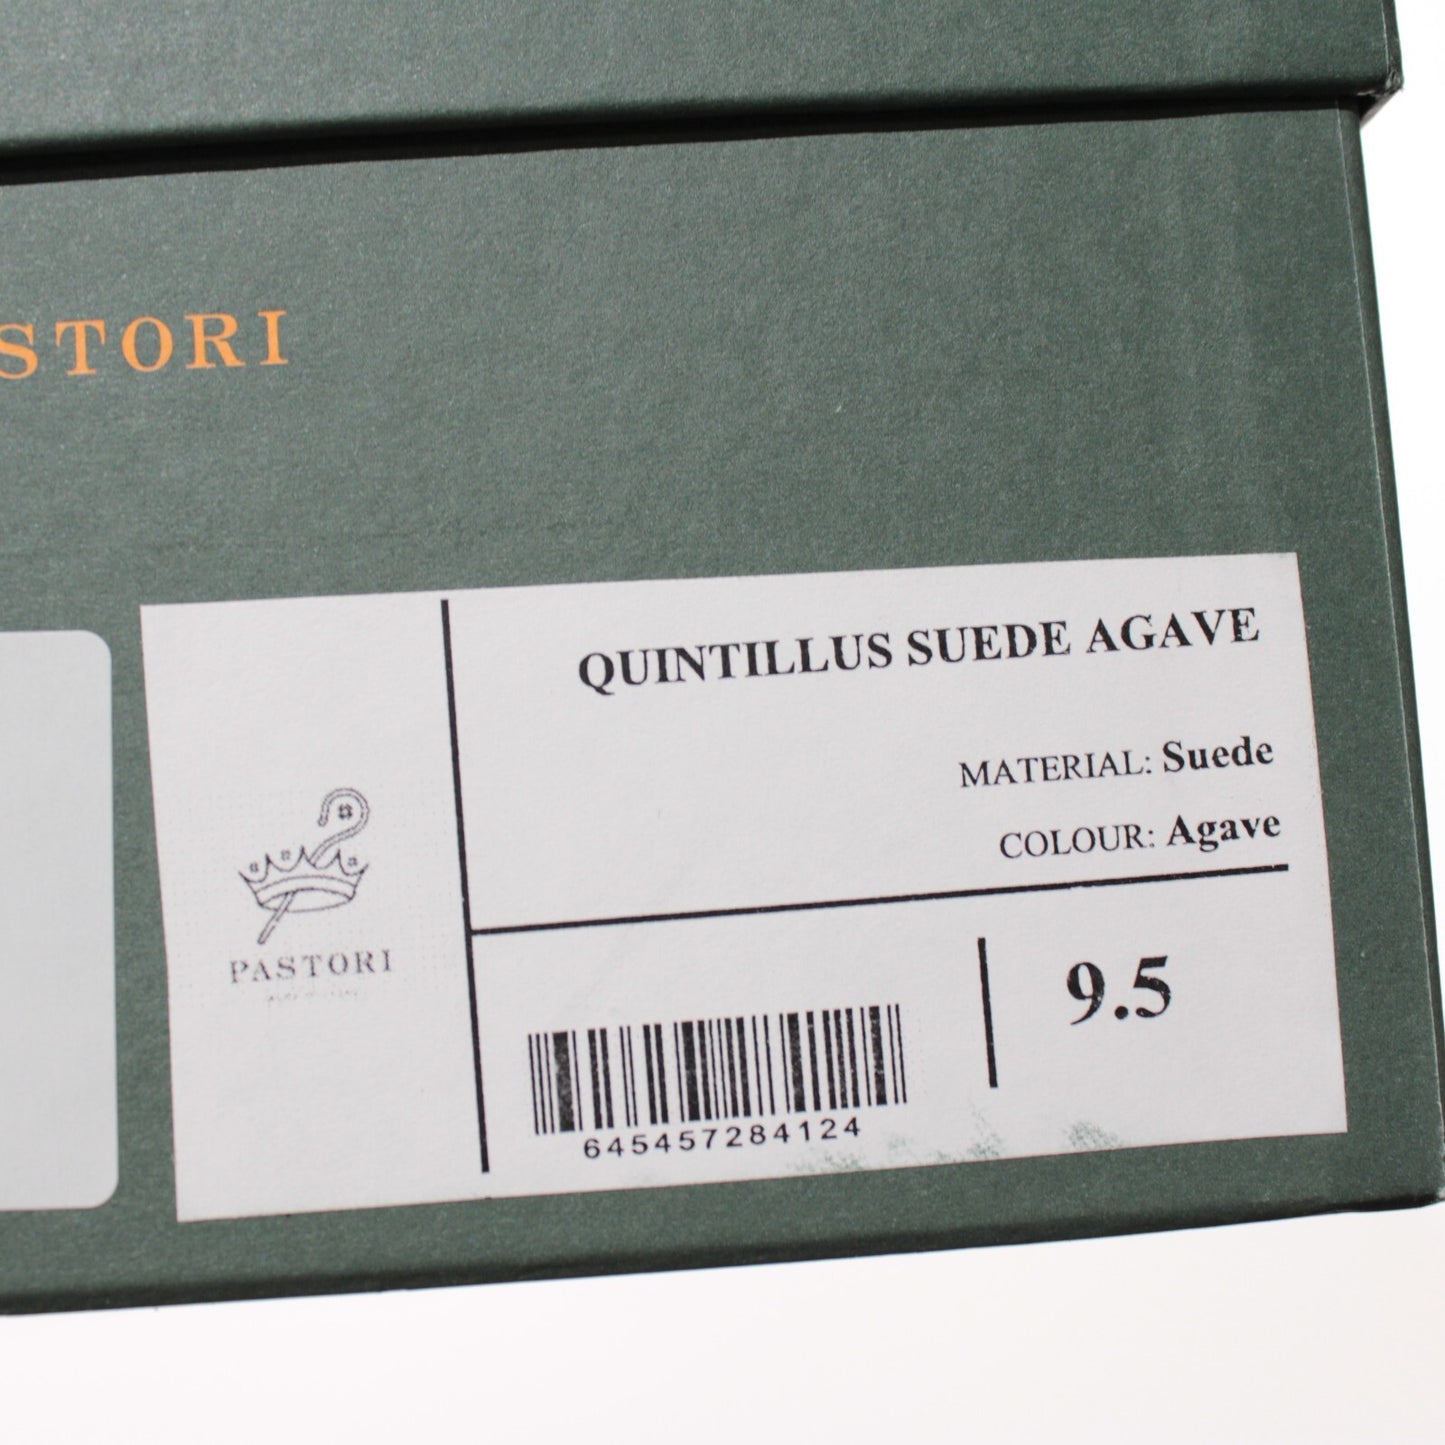 STORI
QUINTILLUS SUEDE AGAVE
MATERIAL: Suede
COLOUR: Agave
PASTORI
9.5
645457284124